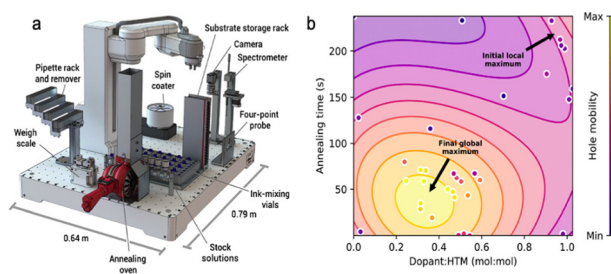 a
Substrate storage rack
Camera
Spectrometer
Pipette rack
and remover
Spin
coater
Four-point
probe
Weigh
scale
Ink-mixing
vials
0.79 m
0.64 m
Stock
solutions
Annealing
oven
b
Initial local
maximum
Final global
maximum
Annealing time (s)
200
150
100
50
0.0
0.2
0.4
0.6
0.8
1.0
Dopant:HTM (mol:mol)
Max
Hole mobility
Min